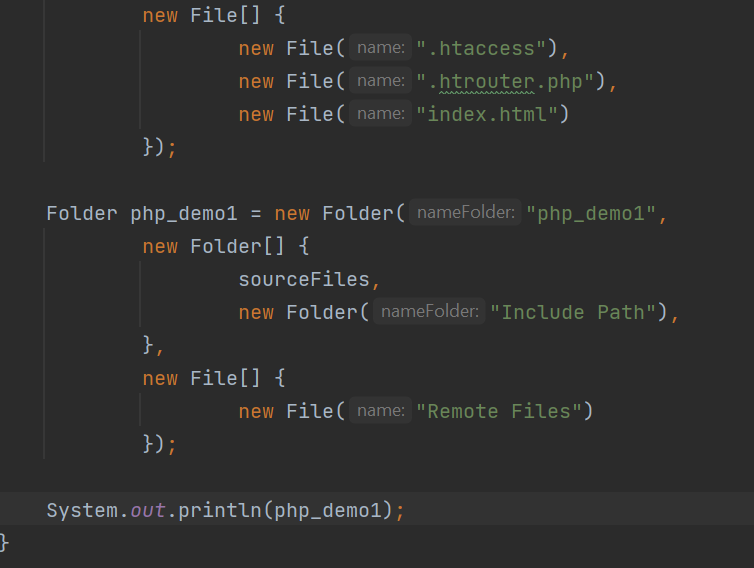 new File[] {
new File( name: ".htaccess"),
new File( name: ".htrouter.php"),
new File( name: "index.html")
});
Folder php_demo1 = new Folder( nameFolder: "php_demo1",
new Folder[] {
sourceFiles,
new Folder( nameFolder: "Include Path"),
},
new File[] {
new File( name: "Remote Files")
});
System.out.println(php_demo1);
}